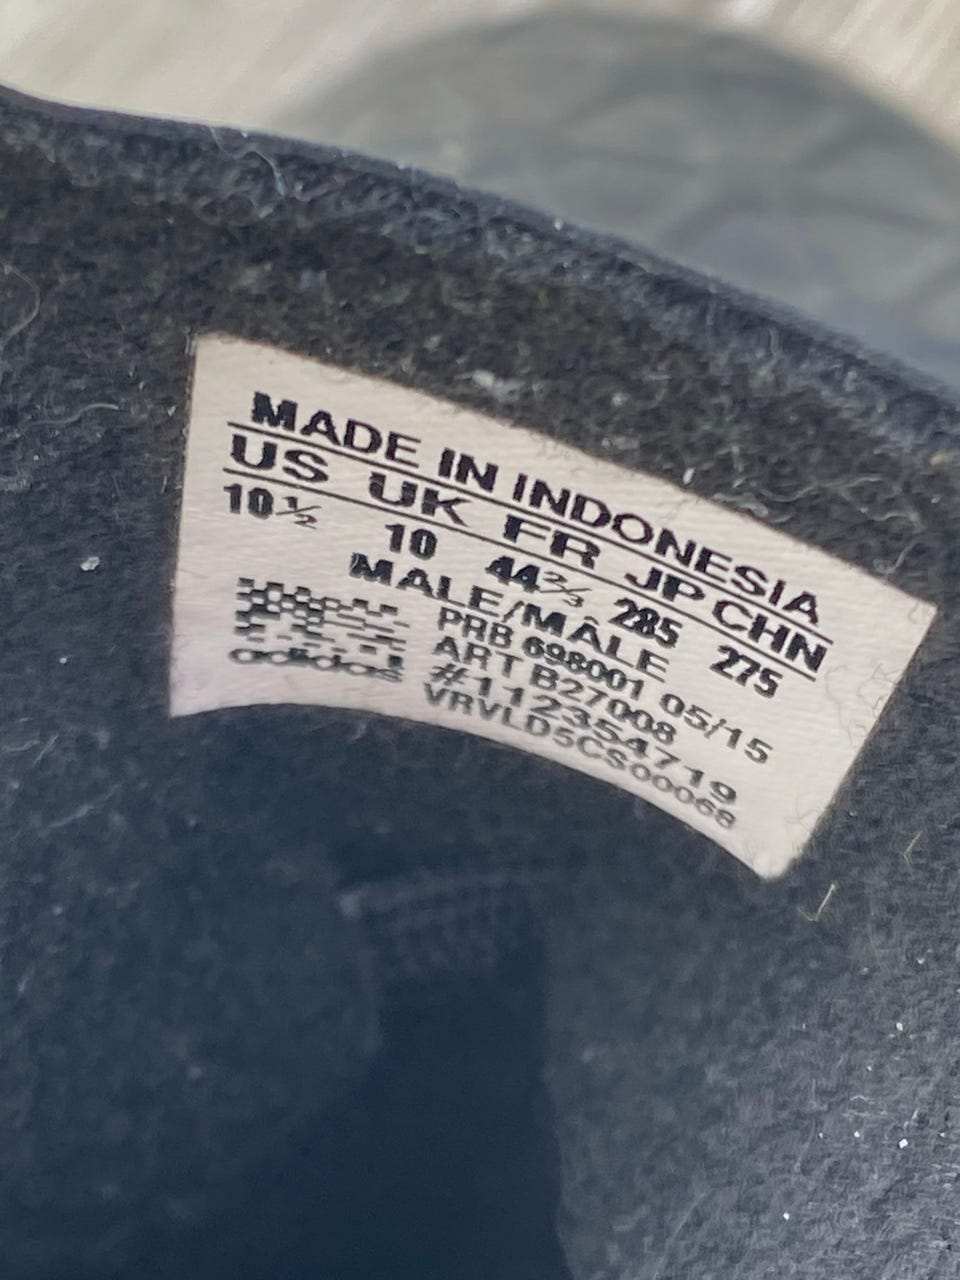 MADE IN INDONESIA
US UK FR JP CHN
10½ 10 44⅔ 285 275
MALE/MÂLE
PRB 698001 05/15
ART B27008
#112354719
VRVLD5CS00068
adidas